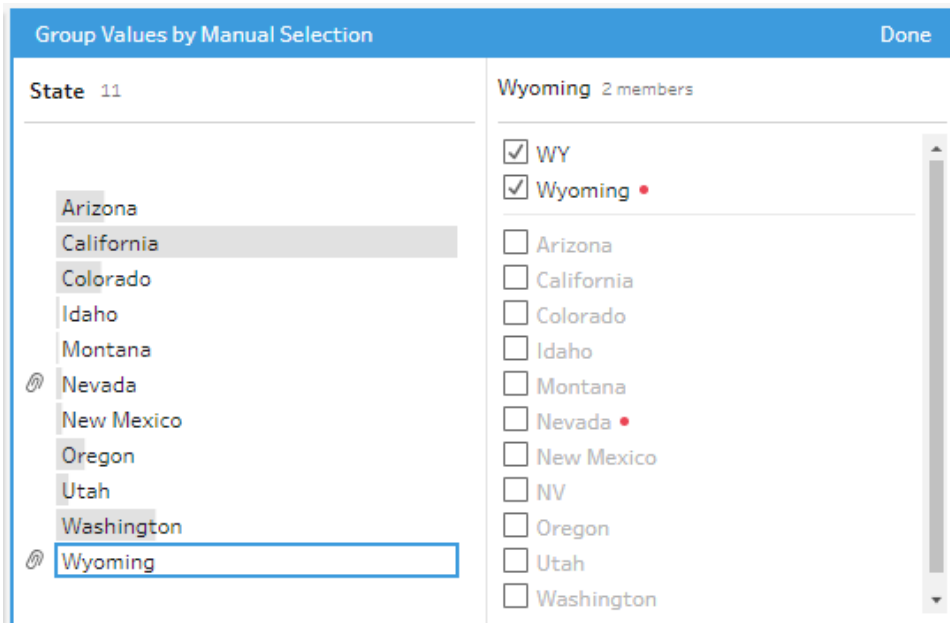 Group Values by Manual Selection Done
State 11
Arizona
California
Colorado
Idaho
Montana
Nevada
New Mexico
Oregon
Utah
Washington
Wyoming
Wyoming 2 members
WY
Wyoming
Arizona
California
Colorado
Idaho
Montana
Nevada
New Mexico
NV
Oregon
Utah
Washington